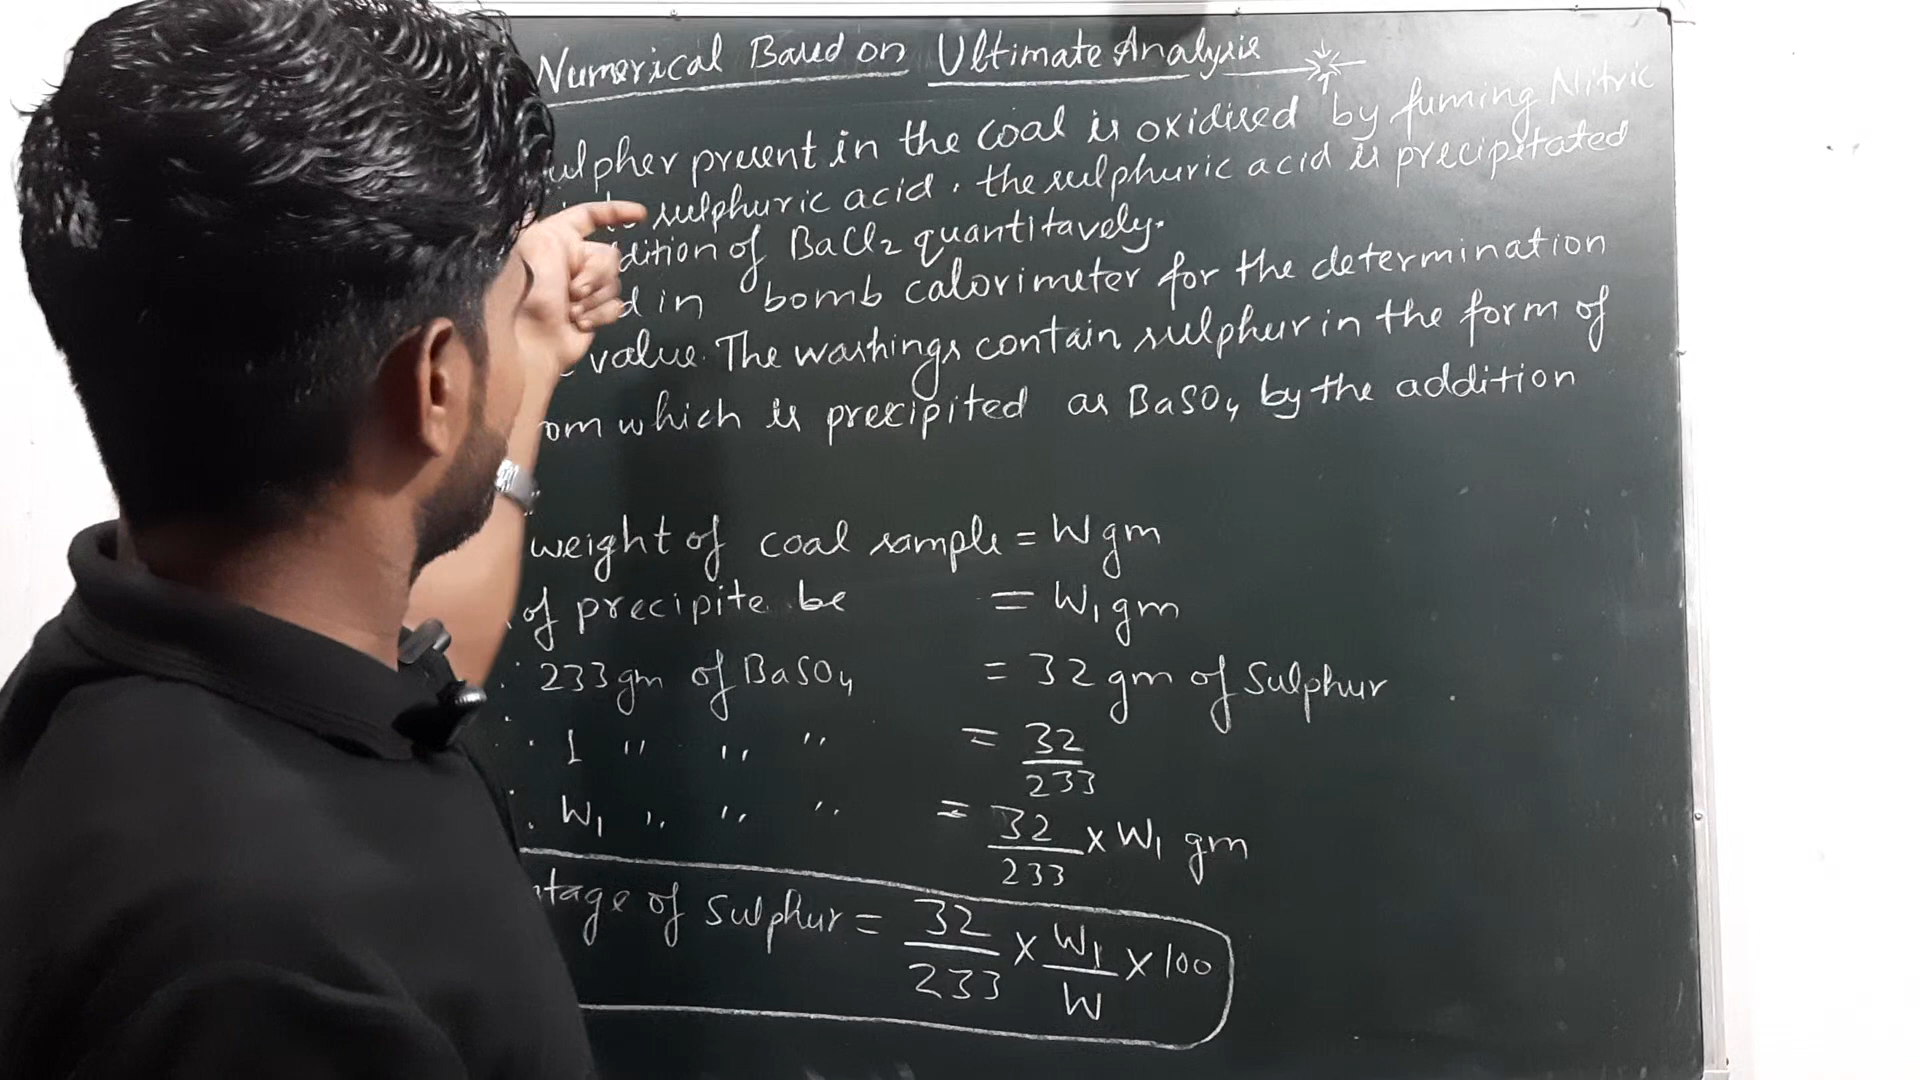 Numerical Based on Ultimate Analysis
ulpher present in the coal is oxidised by fuming Nitric
to sulphuric acid. the sulphuric acid is precipitated
dition of BaCl2 quantitavely.
d in bomb calorimeter for the determination
value. The washings contain sulphur in the form of
om which is precipited as BaSO4 by the addition
weight of coal sample = W gm
of precipite be = W1 gm
: 233 gm of BaSO4 = 32 gm of Sulphur
1 " " " = 32/233
W1 " " " = 32/233 x W1 gm
ntage of Sulphur = 32/233 x W1/W x 100